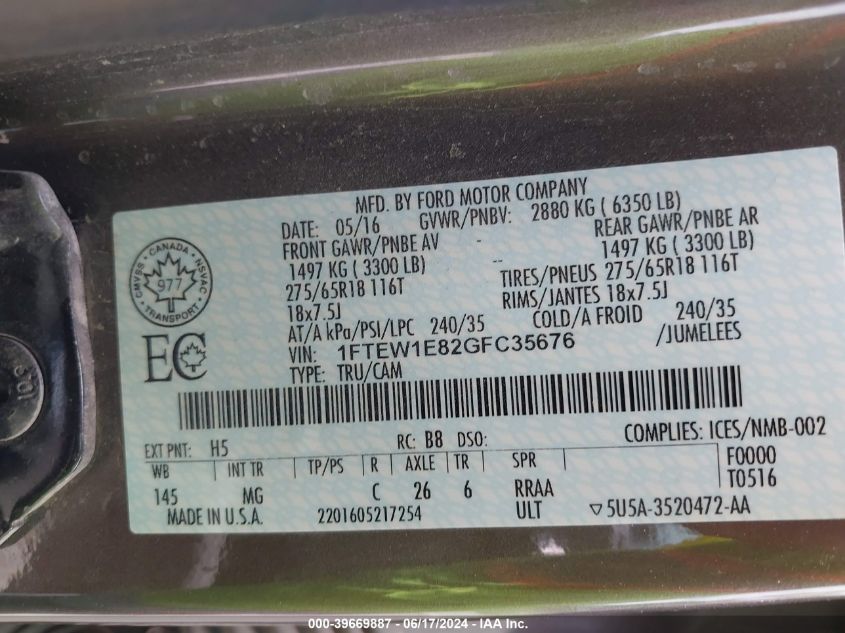 MFD. BY FORD MOTOR COMPANY
DATE: 05/16 GVWR/PNBV: 2880 KG ( 6350 LB)
FRONT GAWR/PNBE AV - REAR GAWR/PNBE AR
1497 KG ( 3300 LB) -- 1497 KG ( 3300 LB)
275/65R18 116T TIRES/PNEUS 275/65R18 116T
18x7.5J RIMS/JANTES 18x7.5J
AT/A kPa/PSI/LPC 240/35 COLD/A FROID 240/35
VIN: 1FTEW1E82GFC35676 /JUMELEES
TYPE: TRU/CAM
CANADA
CMVSS NSVAC
977
TRANSPORT
EC
EXT PNT: H5 RC: B8 DSO: COMPLIES: ICES/NMB-002
WB INT TR TP/PS R AXLE TR SPR F0000
145 MG C 26 6 RRAA T0516
MADE IN U.S.A. 2201605217254 ULT ▽5U5A-3520472-AA
SOI
000-39669887 / 06/17/2024 - IAA Inc.